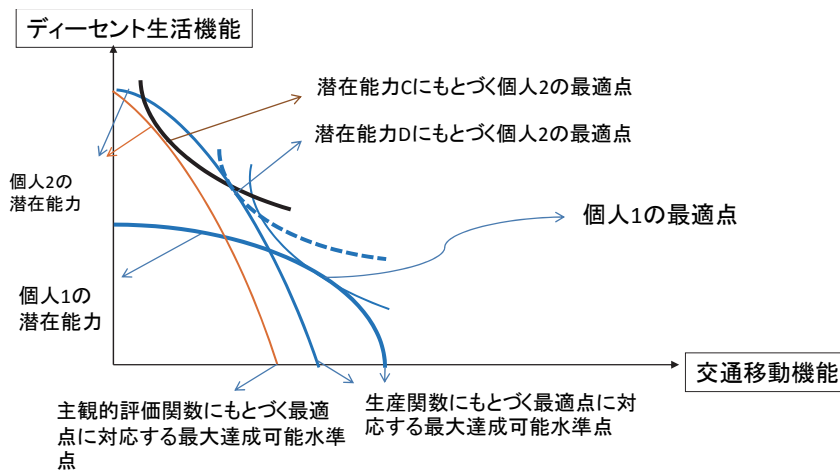 ディーセント生活機能
潜在能力Cにもとづく個人2の最適点
潜在能力Dにもとづく個人2の最適点
個人2の
潜在能力
個人1の最適点
個人1の
潜在能力
交通移動機能
主観的評価関数にもとづく最適
点に対応する最大達成可能水準
点
生産関数にもとづく最適点に対
応する最大達成可能水準点